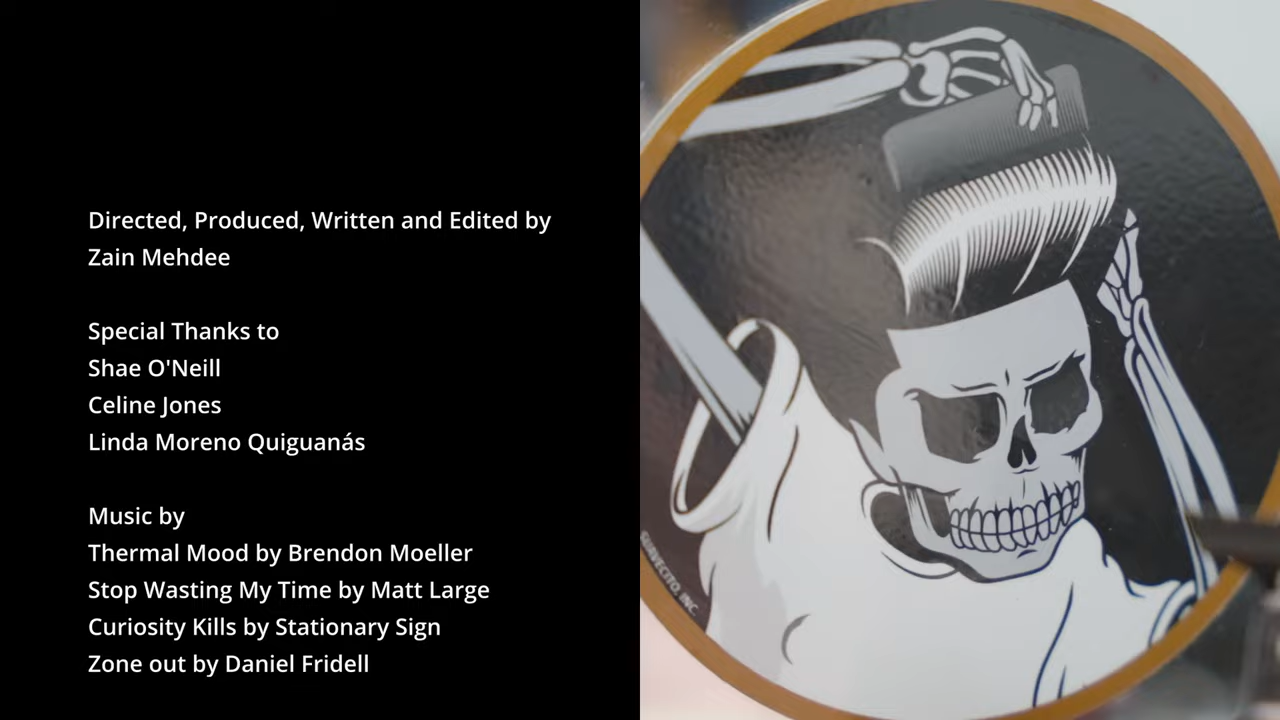 Directed, Produced, Written and Edited by
Zain Mehdee
Special Thanks to
Shae O'Neill
Celine Jones
Linda Moreno Quiguanás
Music by
Thermal Mood by Brendon Moeller
Stop Wasting My Time by Matt Large
Curiosity Kills by Stationary Sign
Zone out by Daniel Fridell
SUAVECITO, INC.